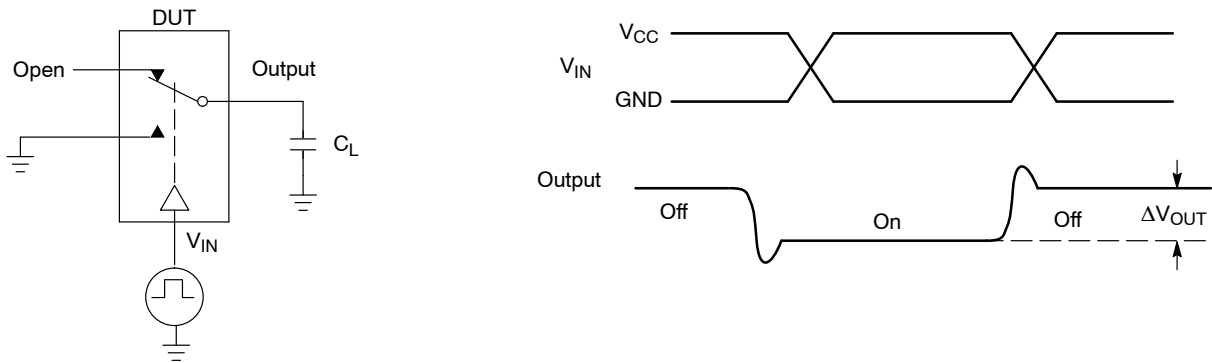 DUT
Open
Output
C_L
V_IN
V_CC
V_IN
GND
Output
Off
On
Off
ΔV_OUT